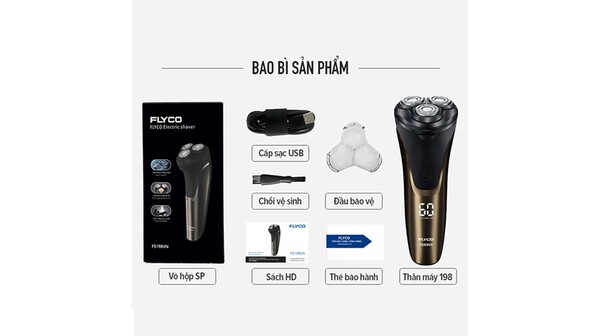 BAO BÌ SẢN PHẨM
FLYCO
FLYCO Electric shaver
FS198VN
Vỏ hộp SP
Cáp sạc USB
Chổi vệ sinh
FLYCO
Sách HD
Đầu bảo vệ
FLYCO
Thẻ bảo hành
60
FLYCO
Thân máy 198